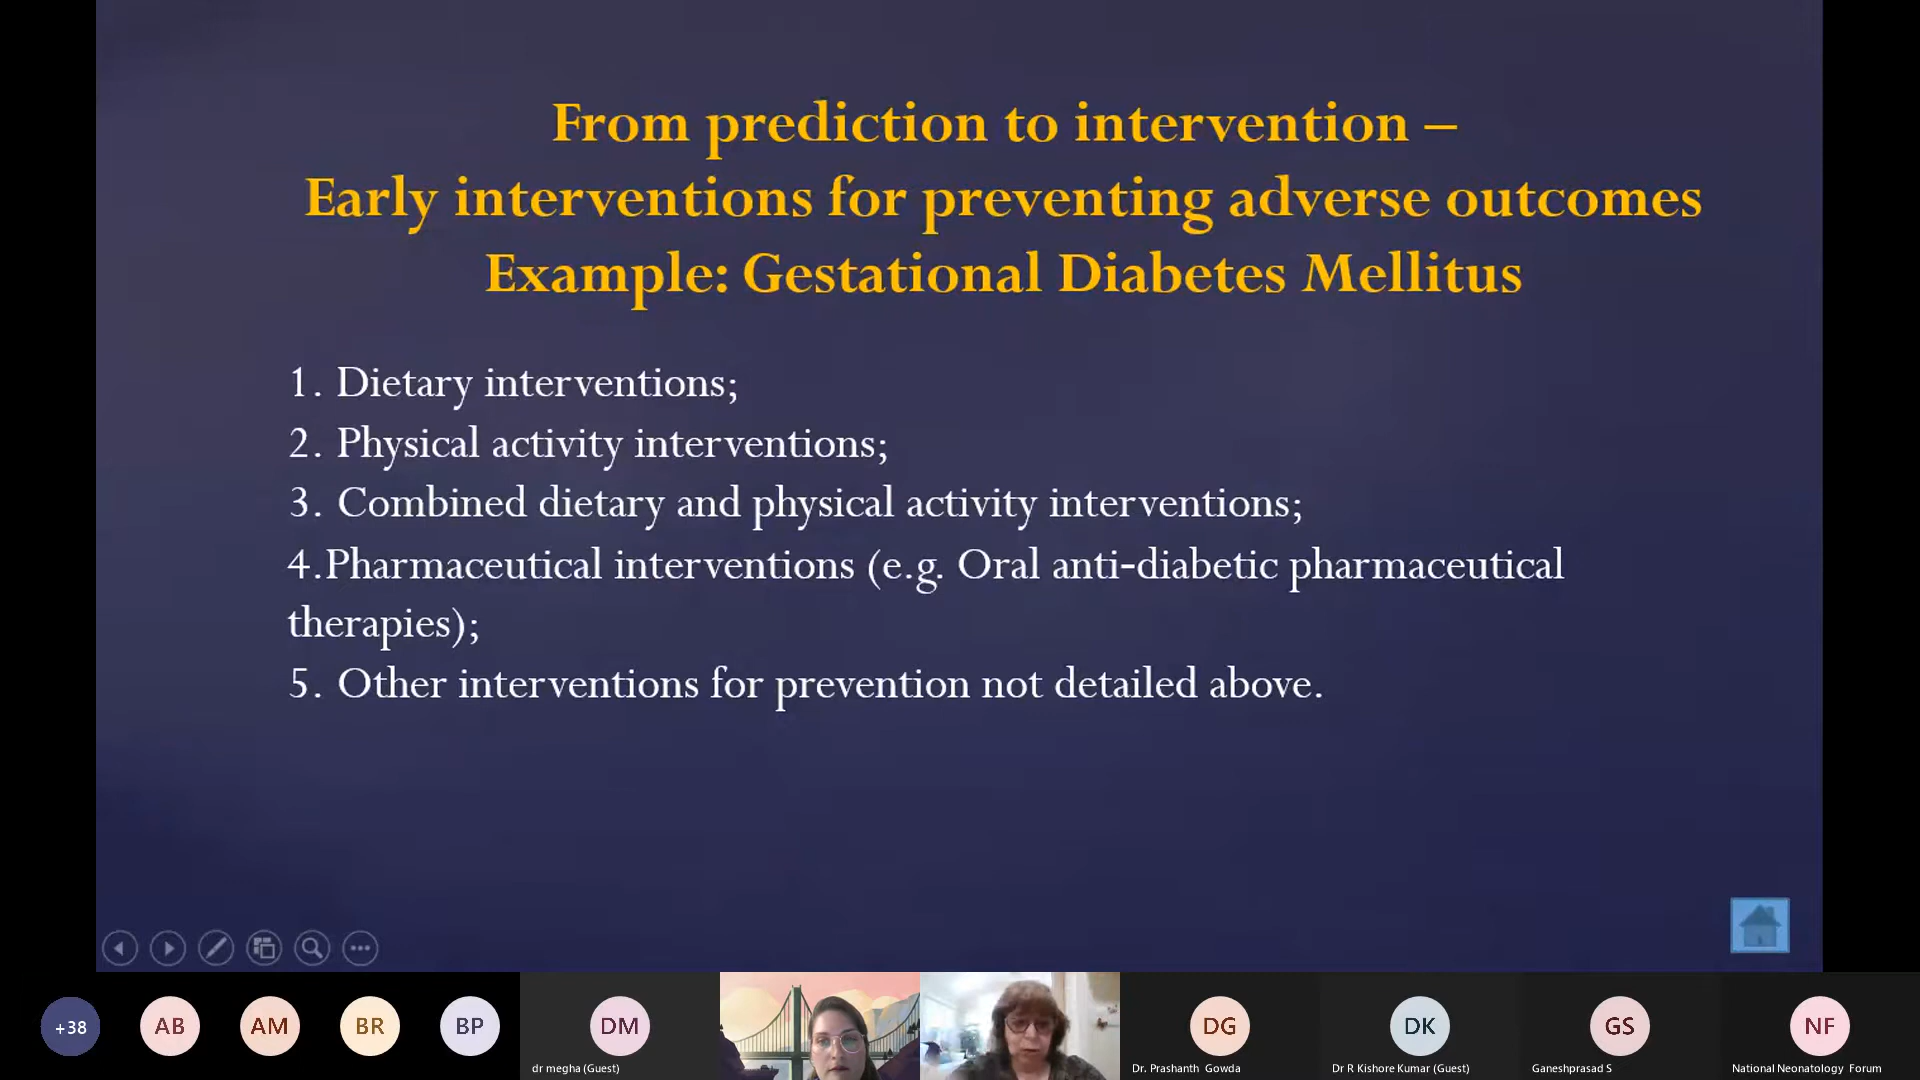 From prediction to intervention –
Early interventions for preventing adverse outcomes
Example: Gestational Diabetes Mellitus
1. Dietary interventions;
2. Physical activity interventions;
3. Combined dietary and physical activity interventions;
4.Pharmaceutical interventions (e.g. Oral anti-diabetic pharmaceutical
therapies);
5. Other interventions for prevention not detailed above.
+38
AB
AM
BR
BP
DM
DG
DK
GS
NF
dr megha (Guest)
Dr. Prashanth Gowda
Dr R Kishore Kumar (Guest)
Ganeshprasad S
National Neonatology Forum